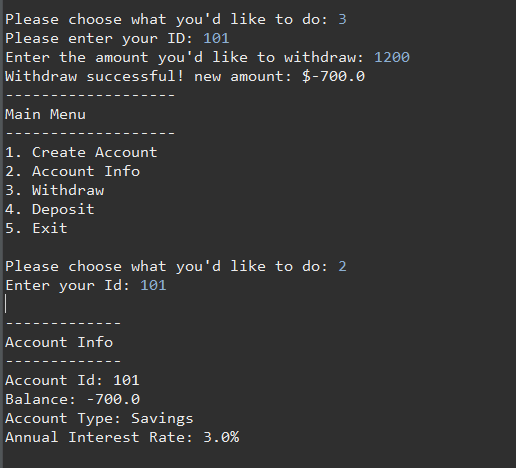 Please choose what you'd like to do: 3
Please enter your ID: 101
Enter the amount you'd like to withdraw: 1200
Withdraw successful! new amount: $-700.0
-------------------
Main Menu
-------------------
1. Create Account
2. Account Info
3. Withdraw
4. Deposit
5. Exit
Please choose what you'd like to do: 2
Enter your Id: 101
-------------
Account Info
-------------
Account Id: 101
Balance: -700.0
Account Type: Savings
Annual Interest Rate: 3.0%